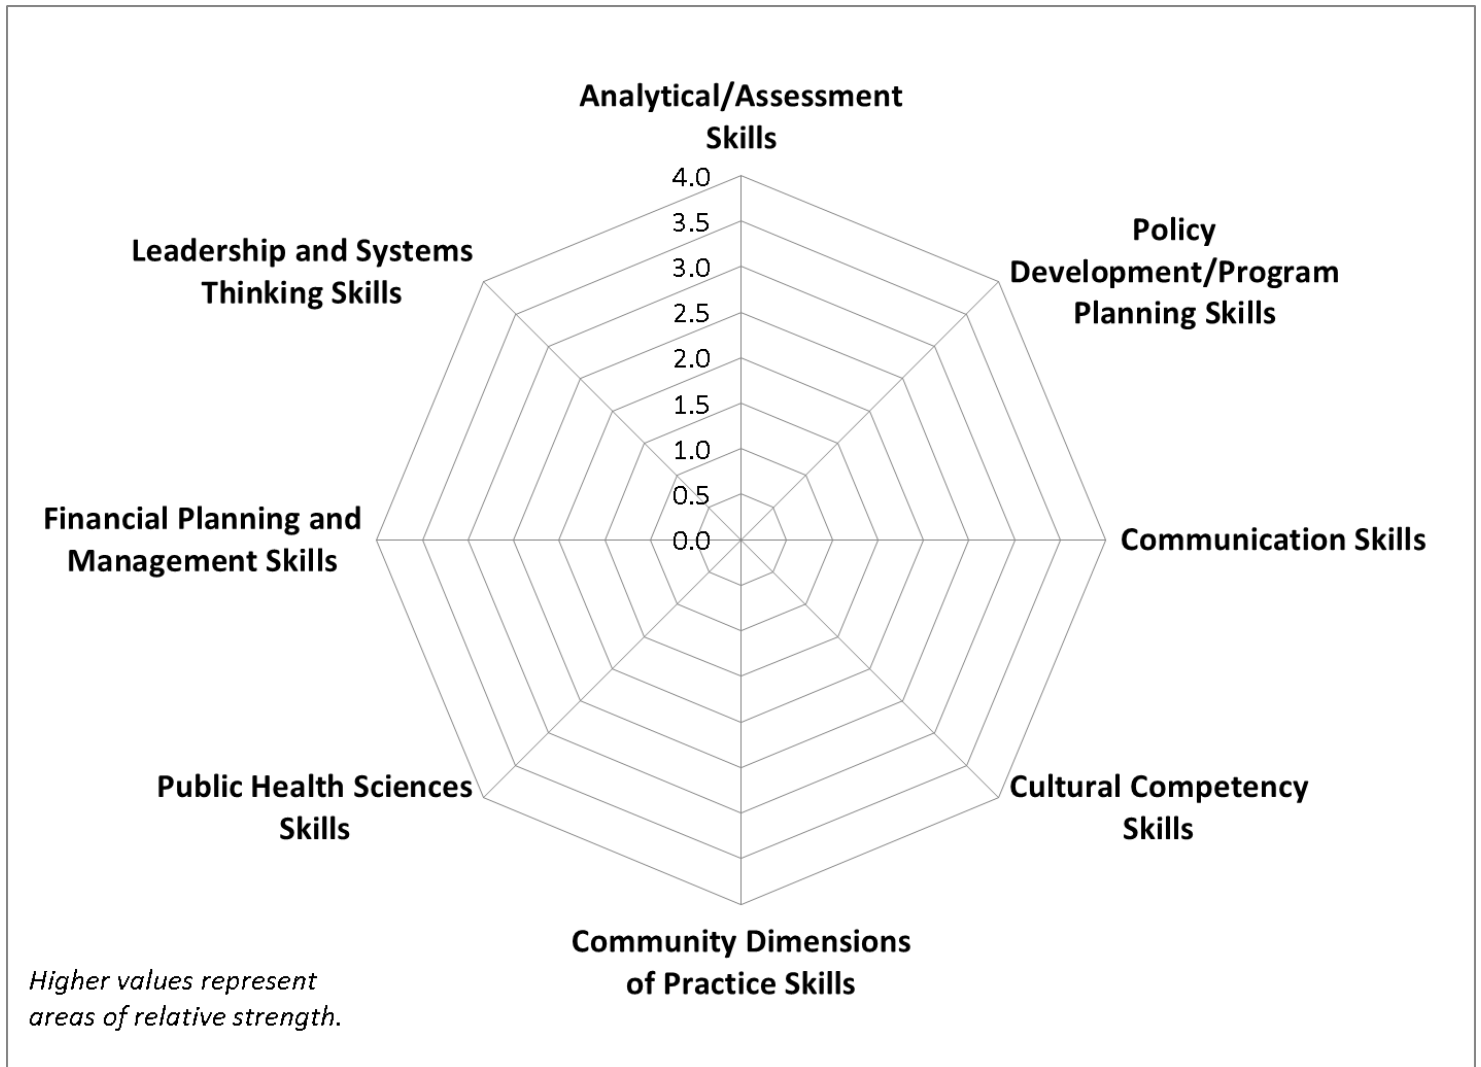 Analytical/Assessment
Skills
Policy
Development/Program
Planning Skills
Leadership and Systems
Thinking Skills
4.0
3.5
3.0
2.5
2.0
1.5
1.0
0.5
0.0
Financial Planning and
Management Skills
Communication Skills
Public Health Sciences
Skills
Cultural Competency
Skills
Community Dimensions
of Practice Skills
Higher values represent
areas of relative strength.